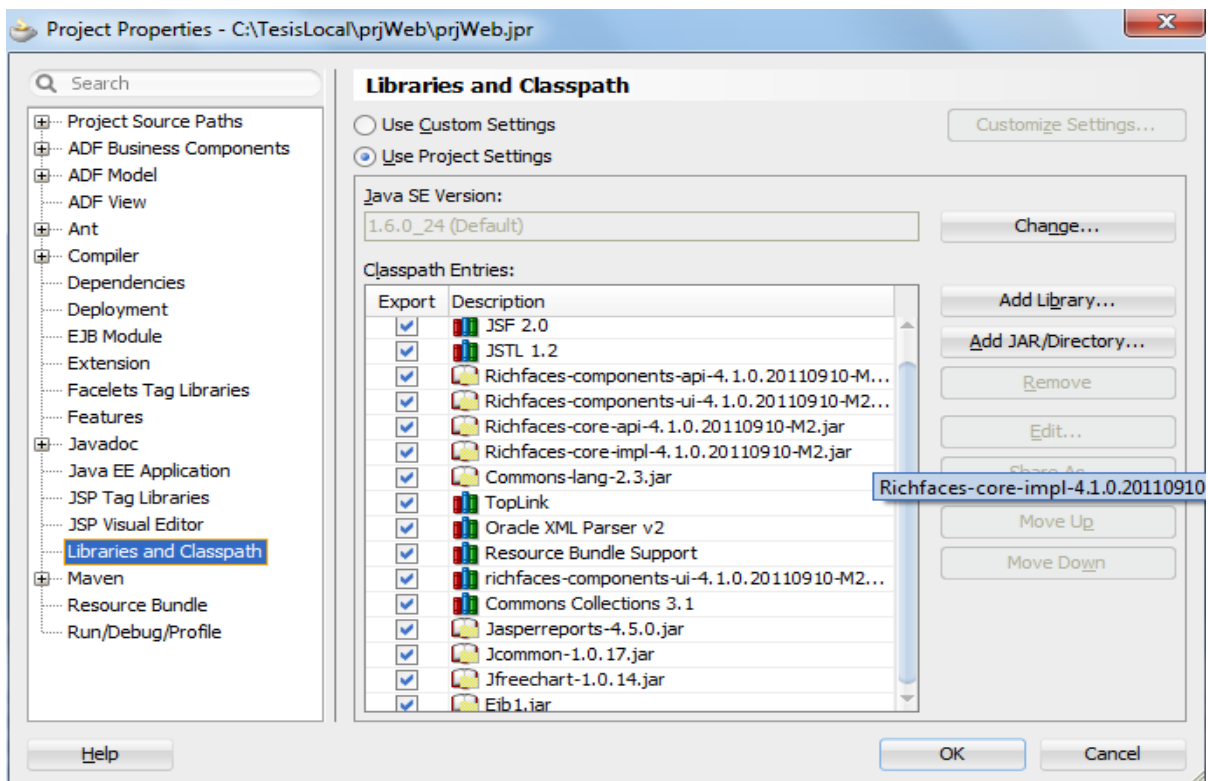 Project Properties - C:\TesisLocal\prjWeb\prjWeb.jpr
Search
Project Source Paths
ADF Business Components
ADF Model
ADF View
Ant
Compiler
Dependencies
Deployment
EJB Module
Extension
Facelets Tag Libraries
Features
Javadoc
Java EE Application
JSP Tag Libraries
JSP Visual Editor
Libraries and Classpath
Maven
Resource Bundle
Run/Debug/Profile
Libraries and Classpath
Use Custom Settings
Customize Settings...
Use Project Settings
Java SE Version:
1.6.0_24 (Default)
Change...
Classpath Entries:
Export Description
JSF 2.0
JSTL 1.2
Richfaces-components-api-4.1.0.20110910-M...
Richfaces-components-ui-4.1.0.20110910-M2...
Richfaces-core-api-4.1.0.20110910-M2.jar
Richfaces-core-impl-4.1.0.20110910-M2.jar
Commons-lang-2.3.jar
TopLink
Oracle XML Parser v2
Resource Bundle Support
richfaces-components-ui-4.1.0.20110910-M2...
Commons Collections 3.1
Jasperreports-4.5.0.jar
Jcommon-1.0.17.jar
Jfreechart-1.0.14.jar
Ejb1.jar
Add Library...
Add JAR/Directory...
Remove
Edit...
Share As...
Richfaces-core-impl-4.1.0.20110910
Move Up
Move Down
Help
OK
Cancel